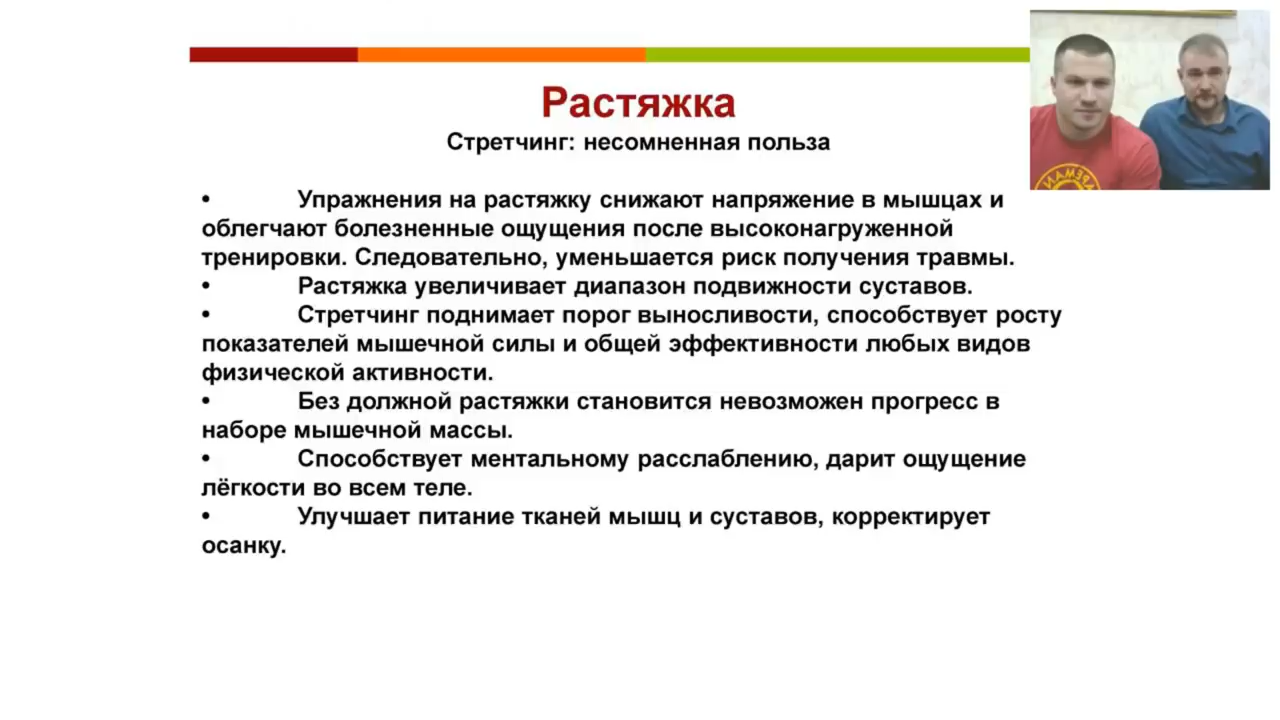 Растяжка
Стретчинг: несомненная польза
• Упражнения на растяжку снижают напряжение в мышцах и
облегчают болезненные ощущения после высоконагруженной
тренировки. Следовательно, уменьшается риск получения травмы.
• Растяжка увеличивает диапазон подвижности суставов.
• Стретчинг поднимает порог выносливости, способствует росту
показателей мышечной силы и общей эффективности любых видов
физической активности.
• Без должной растяжки становится невозможен прогресс в
наборе мышечной массы.
• Способствует ментальному расслаблению, дарит ощущение
лёгкости во всем теле.
• Улучшает питание тканей мышц и суставов, корректирует
осанку.